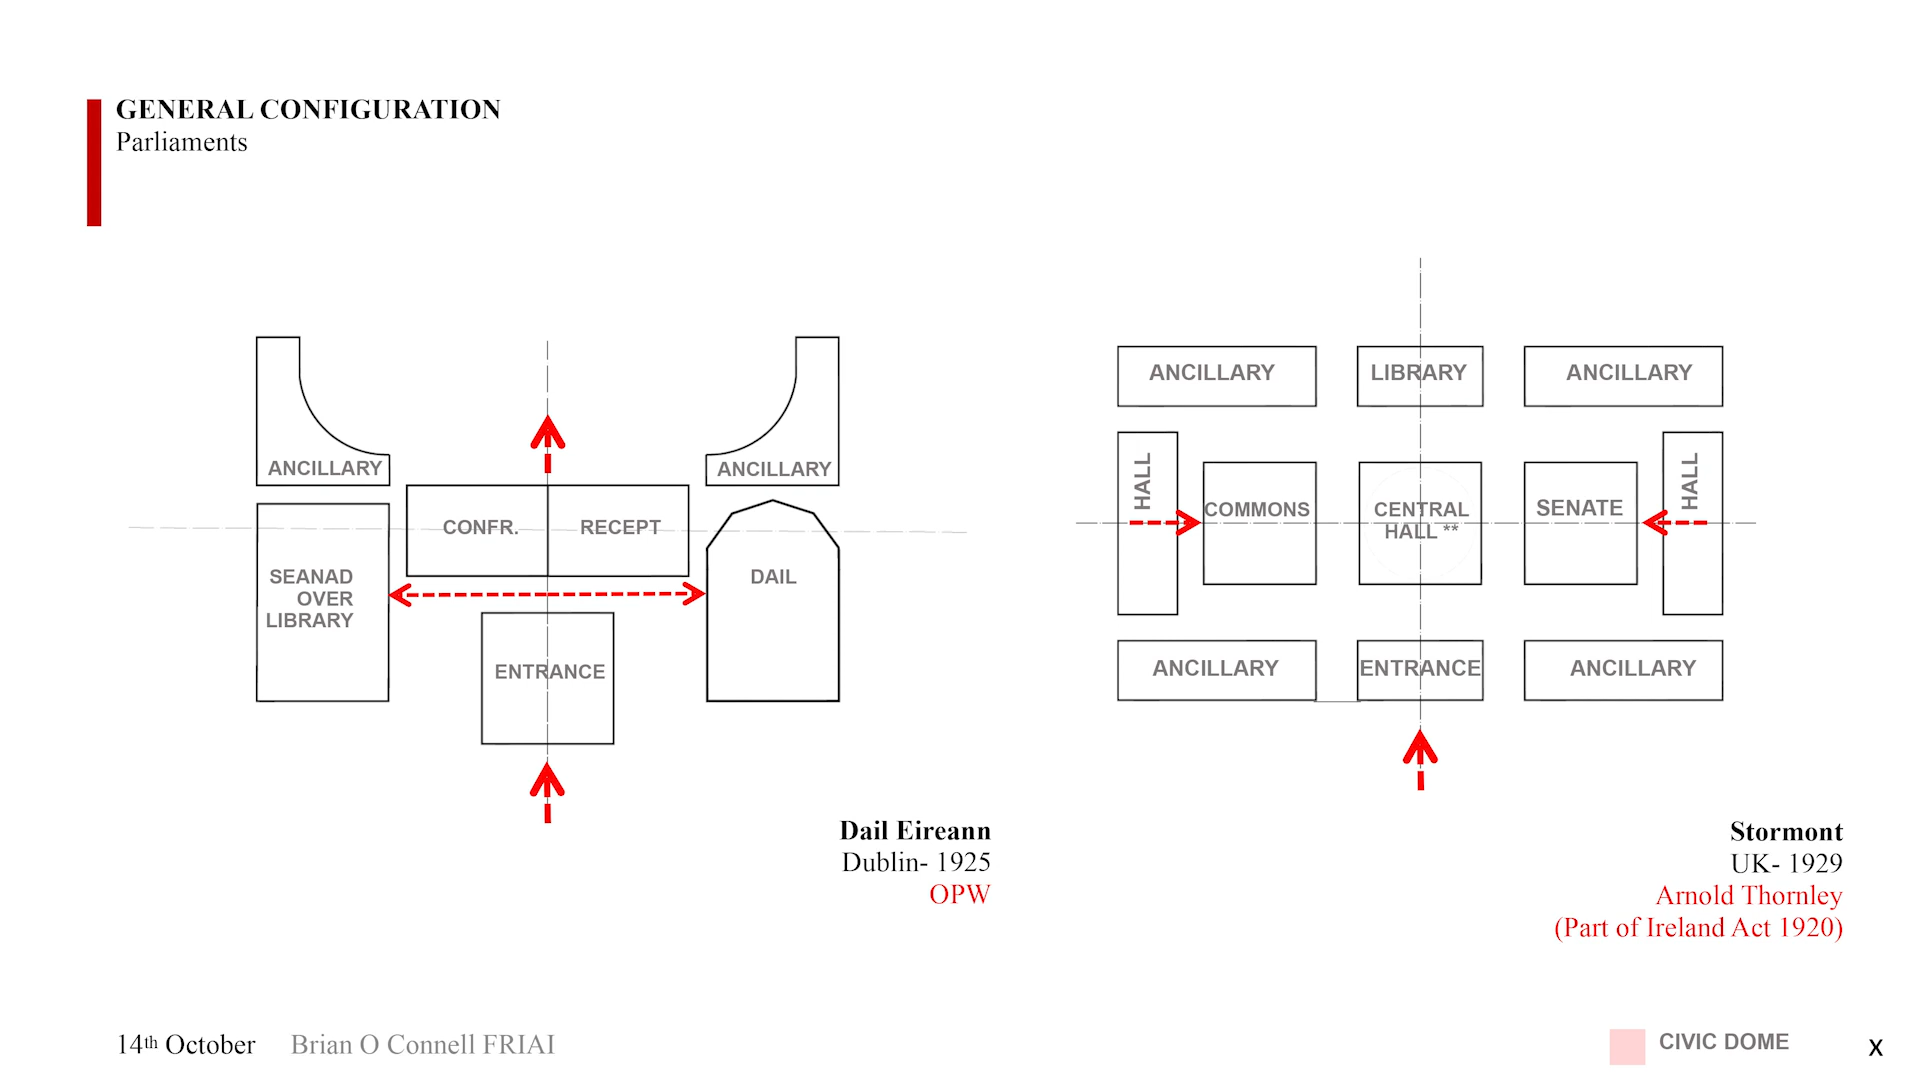 GENERAL CONFIGURATION
Parliaments
ANCILLARY
ANCILLARY
CONFR.
RECEPT
SEANAD
OVER
LIBRARY
DAIL
ENTRANCE
Dail Eireann
Dublin- 1925
OPW
ANCILLARY
LIBRARY
ANCILLARY
HALL
COMMONS
CENTRAL
HALL **
SENATE
HALL
ANCILLARY
ENTRANCE
ANCILLARY
Stormont
UK- 1929
Arnold Thornley
(Part of Ireland Act 1920)
14th October Brian O Connell FRIAI
CIVIC DOME
X